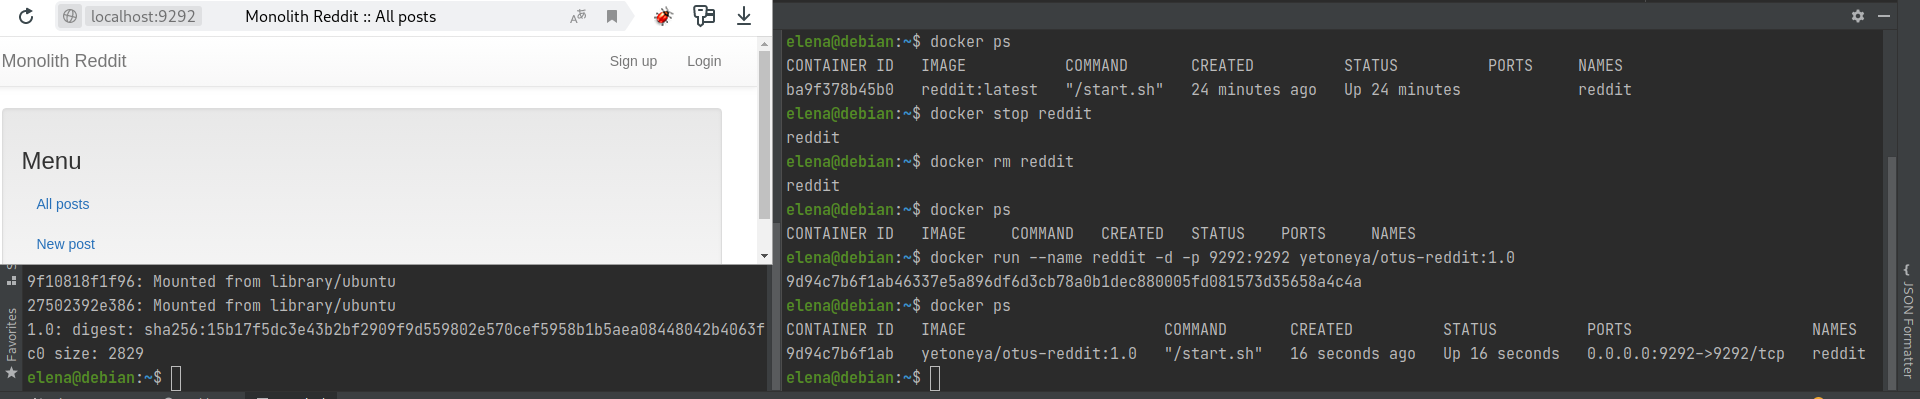 localhost:9292 Monolith Reddit :: All posts
Monolith Reddit Sign up Login
Menu
All posts
New post
9f10818f1f96: Mounted from library/ubuntu
27502392e386: Mounted from library/ubuntu
1.0: digest: sha256:15b17f5dc3e43b2bf2909f9d559802e570cef5958b1b5aea08448042b4063f
c0 size: 2829
elena@debian:~$
Favorites
elena@debian:~$ docker ps
CONTAINER ID IMAGE COMMAND CREATED STATUS PORTS NAMES
ba9f378b45b0 reddit:latest "/start.sh" 24 minutes ago Up 24 minutes reddit
elena@debian:~$ docker stop reddit
reddit
elena@debian:~$ docker rm reddit
reddit
elena@debian:~$ docker ps
CONTAINER ID IMAGE COMMAND CREATED STATUS PORTS NAMES
elena@debian:~$ docker run --name reddit -d -p 9292:9292 yetoneya/otus-reddit:1.0
9d94c7b6f1ab46337e5a896df6d3cb78a0b1dec880005fd081573d35658a4c4a
elena@debian:~$ docker ps
CONTAINER ID IMAGE COMMAND CREATED STATUS PORTS NAMES
9d94c7b6f1ab yetoneya/otus-reddit:1.0 "/start.sh" 16 seconds ago Up 16 seconds 0.0.0.0:9292->9292/tcp reddit
elena@debian:~$
{ JSON Formatter